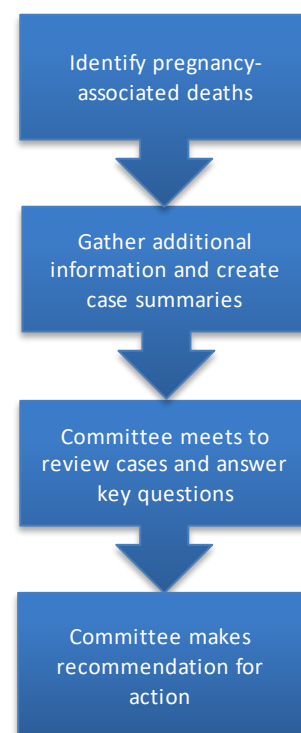 Identify pregnancy-
associated deaths
Gather additional
information and create
case summaries
Committee meets to
review cases and answer
key questions
Committee makes
recommendation for
action